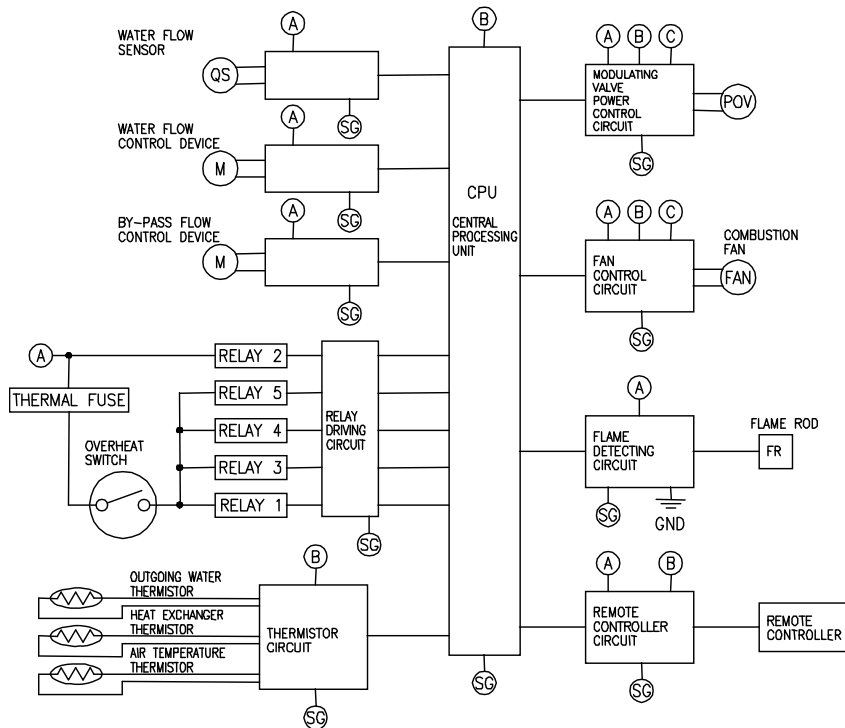 WATER FLOW
SENSOR
A
QS
SG
WATER FLOW
CONTROL DEVICE
A
M
SG
BY-PASS FLOW
CONTROL DEVICE
A
M
SG
A
THERMAL FUSE
OVERHEAT
SWITCH
RELAY 2
RELAY 5
RELAY 4
RELAY 3
RELAY 1
RELAY
DRIVING
CIRCUIT
SG
OUTGOING WATER
THERMISTOR
HEAT EXCHANGER
THERMISTOR
AIR TEMPERATURE
THERMISTOR
B
THERMISTOR
CIRCUIT
SG
B
CPU
CENTRAL
PROCESSING
UNIT
SG
A B C
MODULATING
VALVE
POWER
CONTROL
CIRCUIT
POV
SG
A B C
FAN
CONTROL
CIRCUIT
COMBUSTION
FAN
FAN
SG
A
FLAME
DETECTING
CIRCUIT
FLAME ROD
FR
SG
GND
A B
REMOTE
CONTROLLER
CIRCUIT
REMOTE
CONTROLLER
SG